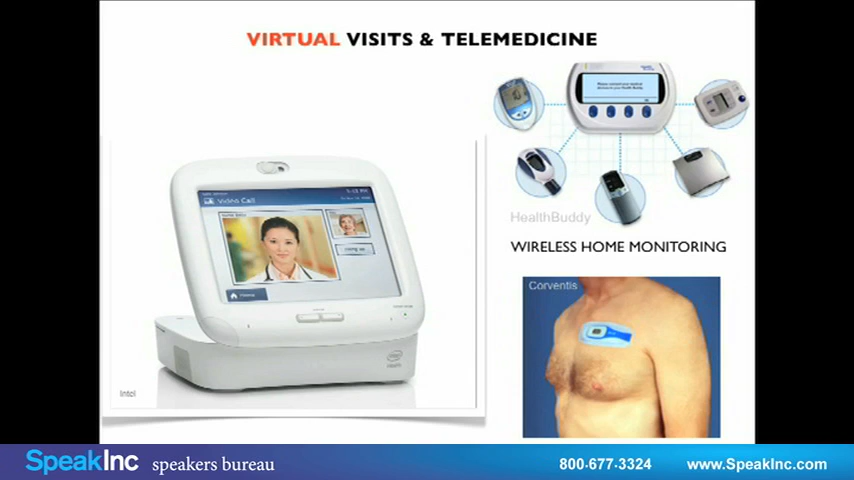 VIRTUAL VISITS & TELEMEDICINE
HealthBuddy
WIRELESS HOME MONITORING
Video Call
Intel
Corventis
SpeakInc speakers bureau
800-677-3324 www.SpeakInc.com